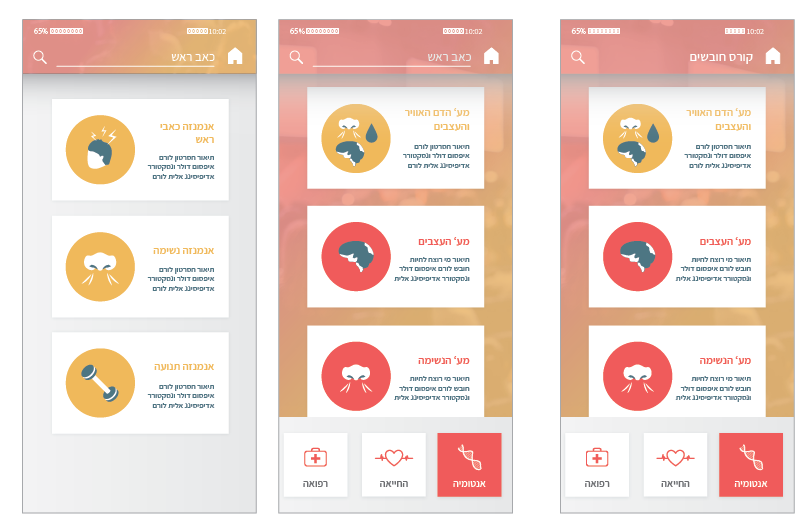 65%
10:02
כאב ראש
אנמנזה כאבי
ראש
תיאור הסרטון לורם
איפסום דולר ונסקטורר
אדיפיסינג אלית לורם
אנמנזה נשימה
תיאור הסרטון לורם
איפסום דולר ונסקטורר
אדיפיסינג אלית לורם
אנמנזה תנועה
תיאור הסרטון לורם
איפסום דולר ונסקטורר
אדיפיסינג אלית לורם
65%
10:02
כאב ראש
מע' הדם האוויר
והעצבים
תיאור הסרטון לורם
איפסום דולר ונסקטורר
אדיפיסינג אלית לורם
מע' העצבים
תיאור מי רוצה לחיות
חובש לורם איפסום דולר
ונסקטורר אדיפיסינג אלית
מע' הנשימה
תיאור מי רוצה לחיות
חובש לורם איפסום דולר
ונסקטורר אדיפיסינג אלית
אנטומיה
החייאה
רפואה
65%
10:02
קורס חובשים
מע' הדם האוויר
והעצבים
תיאור הסרטון לורם
איפסום דולר ונסקטורר
אדיפיסינג אלית לורם
מע' העצבים
תיאור מי רוצה לחיות
חובש לורם איפסום דולר
ונסקטורר אדיפיסינג אלית
מע' הנשימה
תיאור מי רוצה לחיות
חובש לורם איפסום דולר
ונסקטורר אדיפיסינג אלית
אנטומיה
החייאה
רפואה